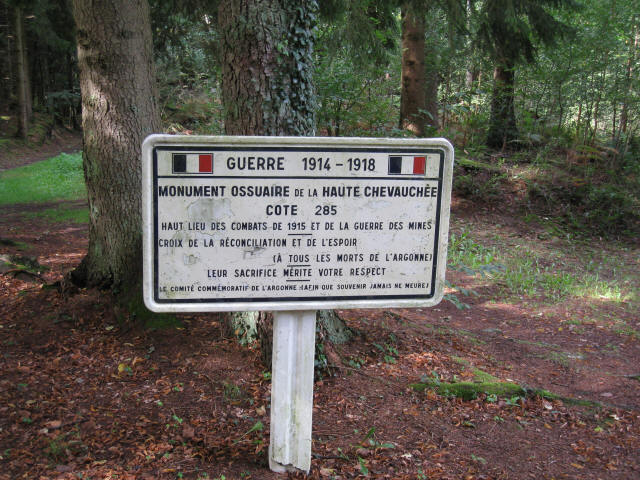 GUERRE 1914-1918
MONUMENT OSSUAIRE DE LA HAUTE CHEVAUCHÉE
COTE 285
HAUT LIEU DES COMBATS DE 1915 ET DE LA GUERRE DES MINES
CROIX DE LA RÉCONCILIATION ET DE L'ESPOIR
(À TOUS LES MORTS DE L'ARGONNE)
LEUR SACRIFICE MÉRITE VOTRE RESPECT
LE COMITÉ COMMÉMORATIF DE L'ARGONNE (AFIN QUE SOUVENIR JAMAIS NE MEURE)